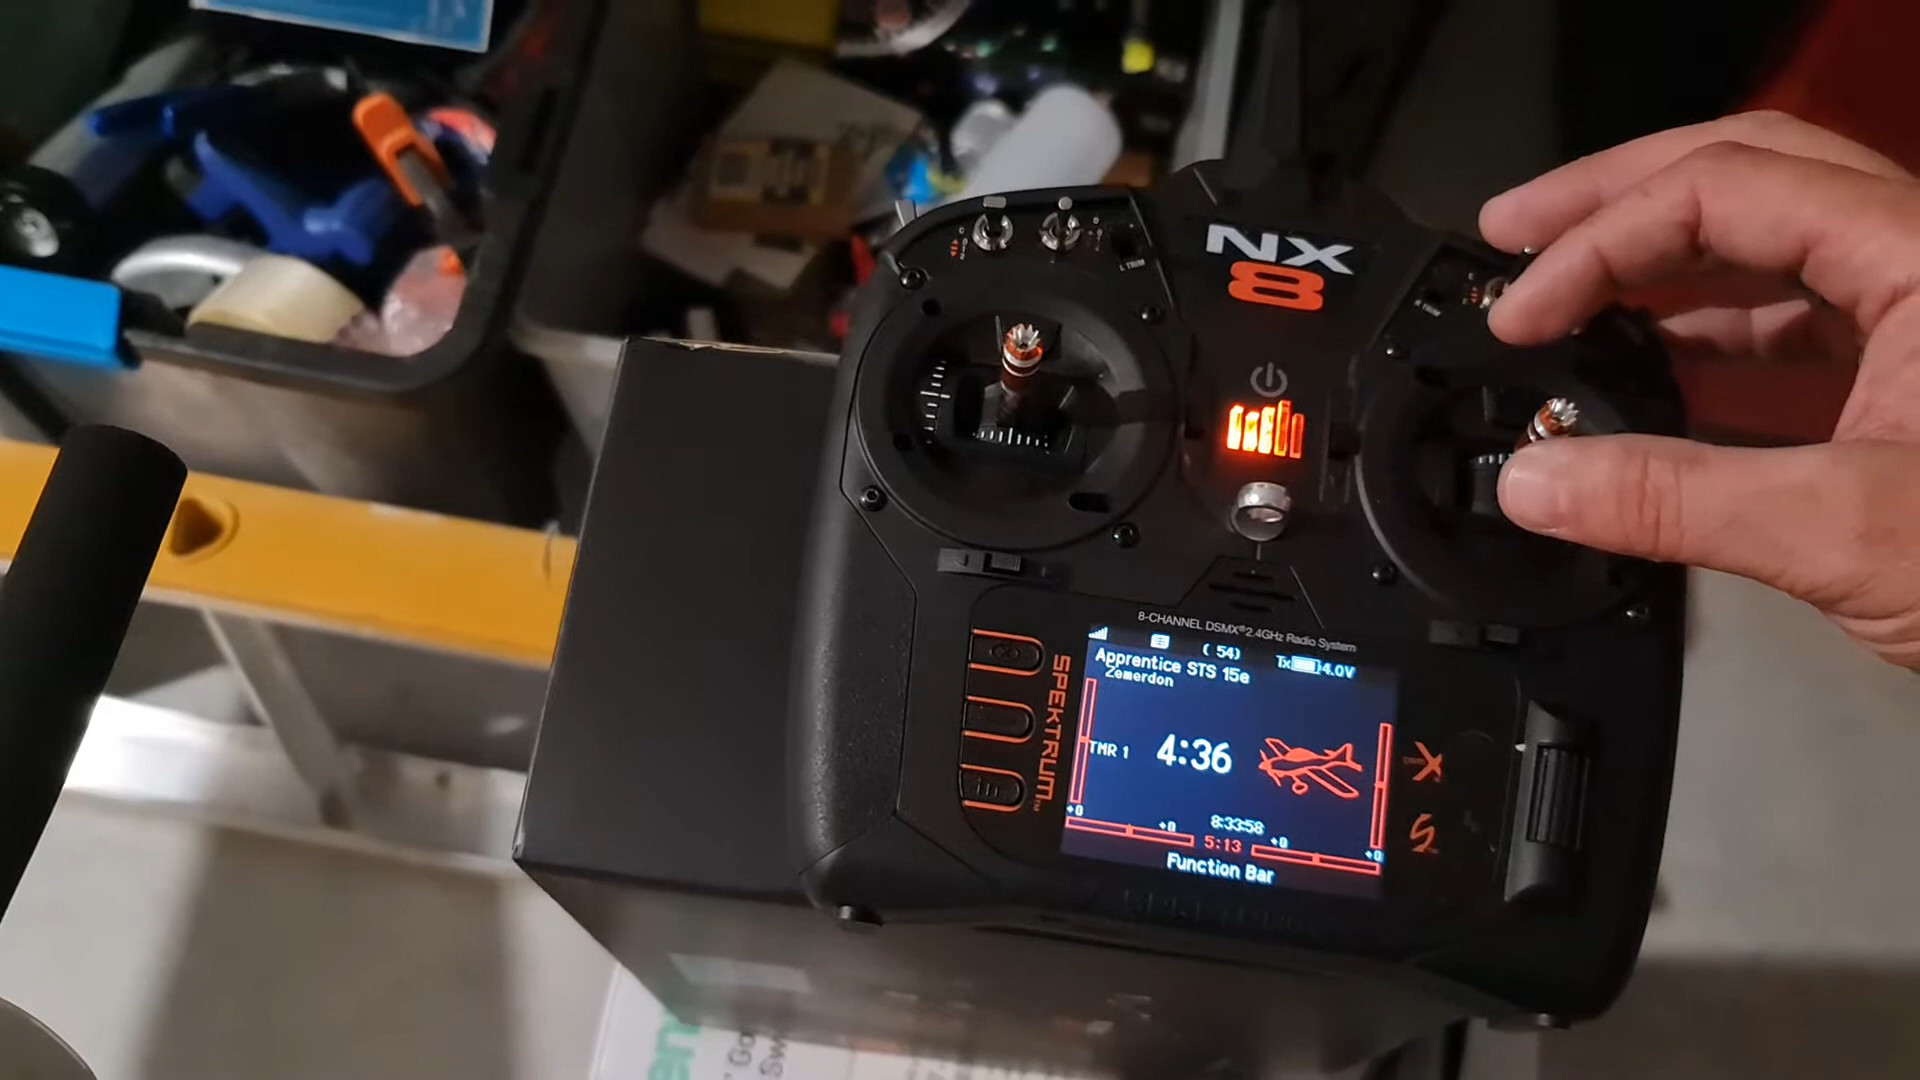 NX
8
L TRIM
8-CHANNEL DSMX® 2.4GHz Radio System
SPEKTRUM
( 54)
Tx 4.0V
Apprentice STS 15e
Zemerdon
TMR 1
4:36
+0
+0
8:33:58
5:13
+0
+0
Function Bar
X